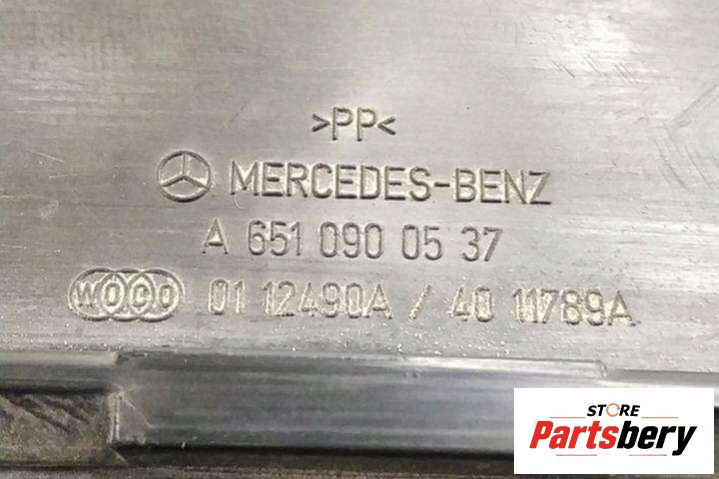 >PP<
MERCEDES-BENZ
A 651 090 05 37
WOCO 01 12490A / 40 11789A
STORE
Partsbery